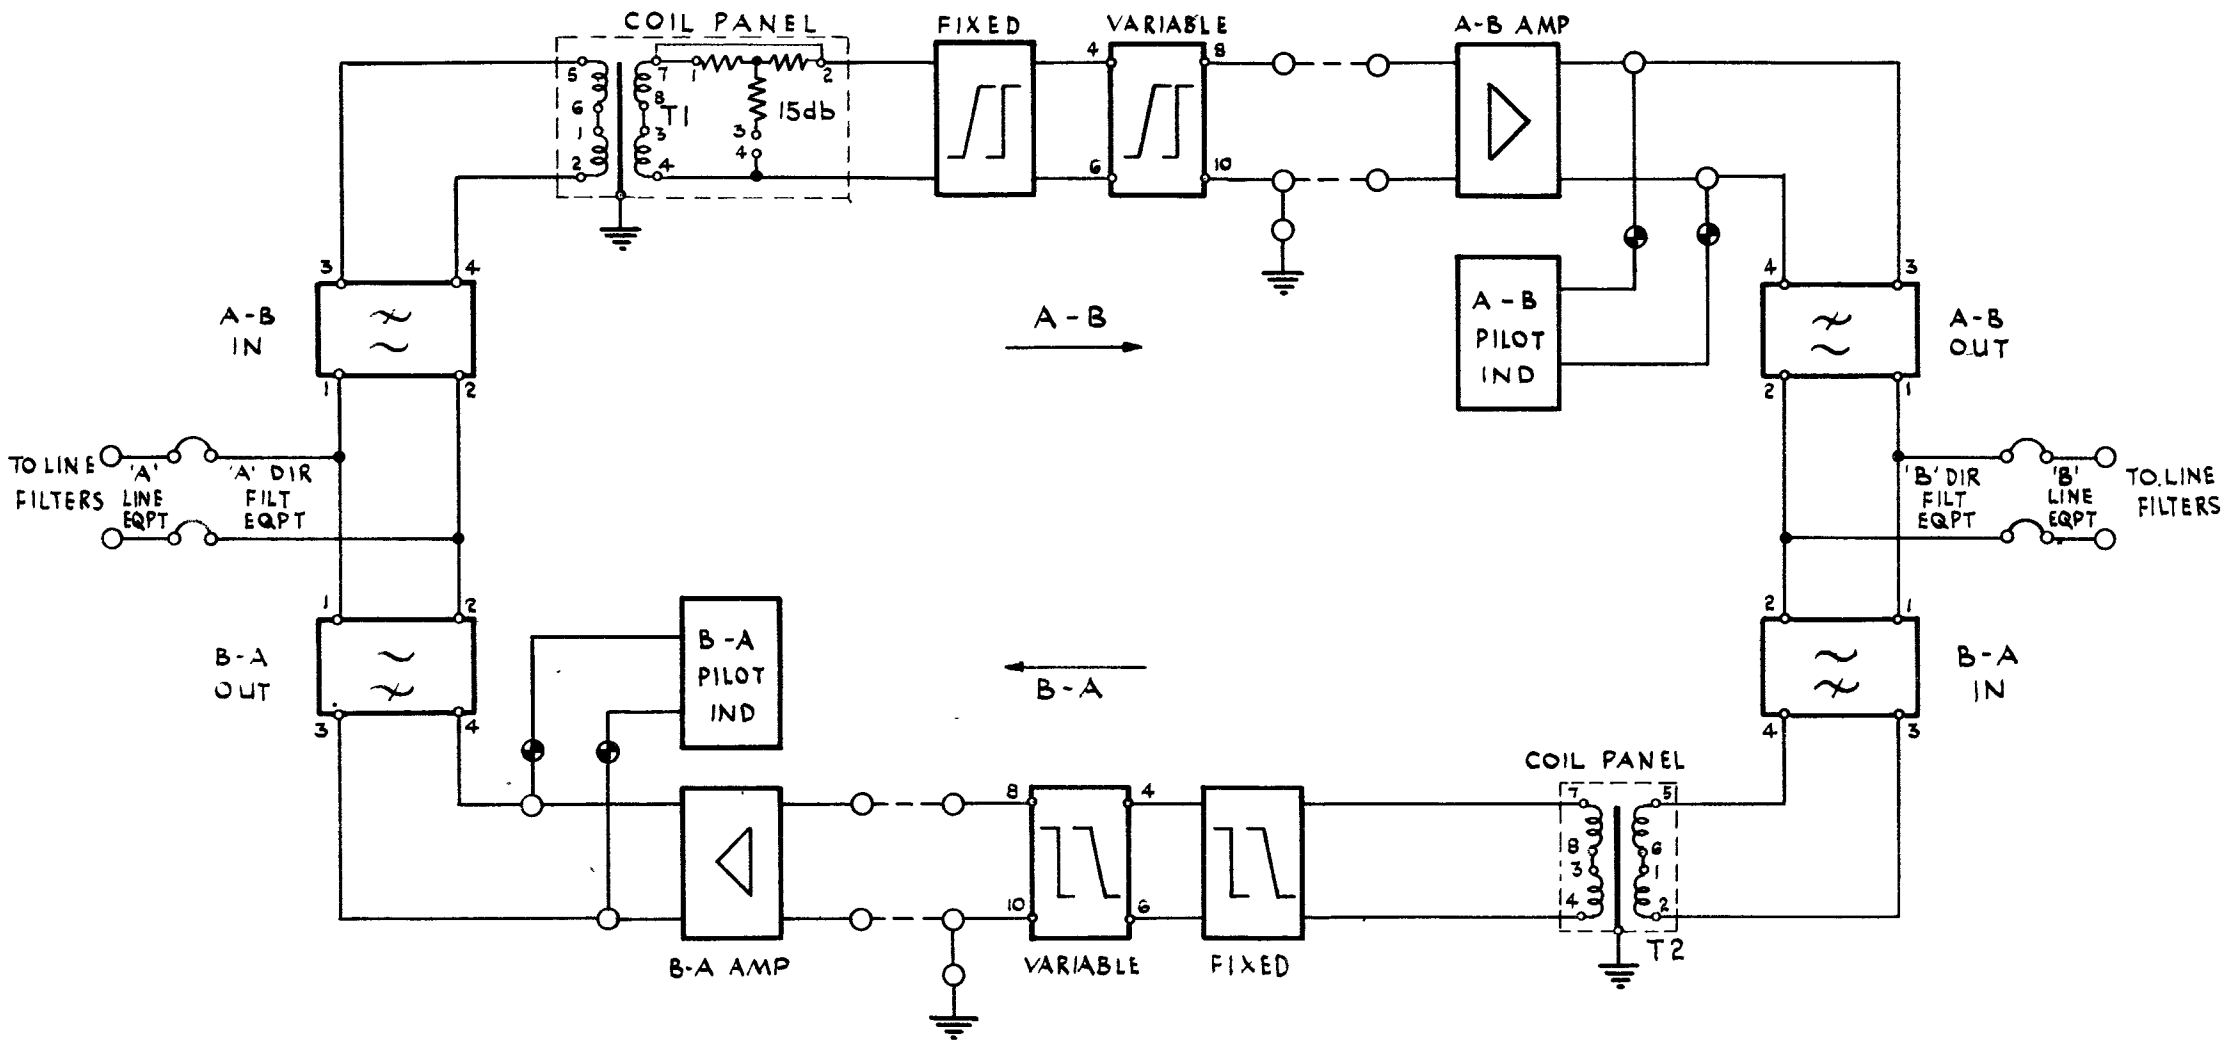 COIL PANEL
FIXED
VARIABLE
A-B AMP
5
6
1
2
7
8
3
4
T1
1
2
15db
3
4
4
6
8
10
3
4
A-B
IN
1
2
A-B
A-B
PILOT
IND
4
3
A-B
OUT
2
1
TO LINE
FILTERS
'A'
LINE
EQPT
'A' DIR
FILT
EQPT
'B' DIR
FILT
EQPT
'B'
LINE
EQPT
TO LINE
FILTERS
1
2
B-A
OUT
3
4
B-A
PILOT
IND
B-A
2
1
B-A
IN
4
3
COIL PANEL
8
10
4
6
7
8
3
4
5
6
1
2
T2
B-A AMP
VARIABLE
FIXED